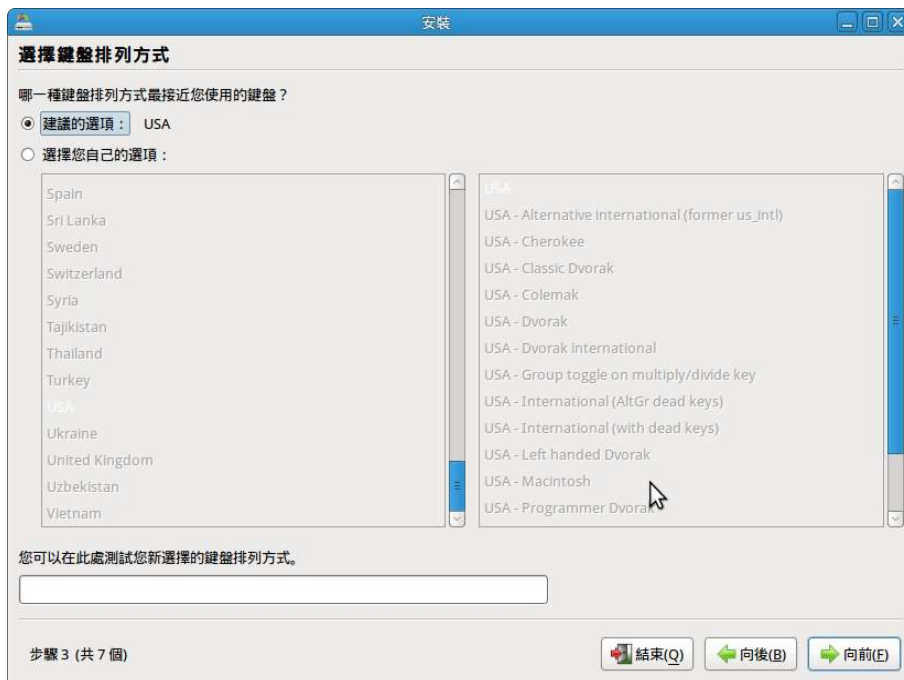 安裝
選擇鍵盤排列方式
哪一種鍵盤排列方式最接近您使用的鍵盤？
建議的選項： USA
選擇您自己的選項：
Spain
Sri Lanka
Sweden
Switzerland
Syria
Tajikistan
Thailand
Turkey
USA
Ukraine
United Kingdom
Uzbekistan
Vietnam
USA
USA - Alternative international (former us_intl)
USA - Cherokee
USA - Classic Dvorak
USA - Colemak
USA - Dvorak
USA - Dvorak international
USA - Group toggle on multiply/divide key
USA - International (AltGr dead keys)
USA - International (with dead keys)
USA - Left handed Dvorak
USA - Macintosh
USA - Programmer Dvorak
您可以在此處測試您新選擇的鍵盤排列方式。
步驟 3 (共 7 個)
結束(Q)
向後(B)
向前(F)